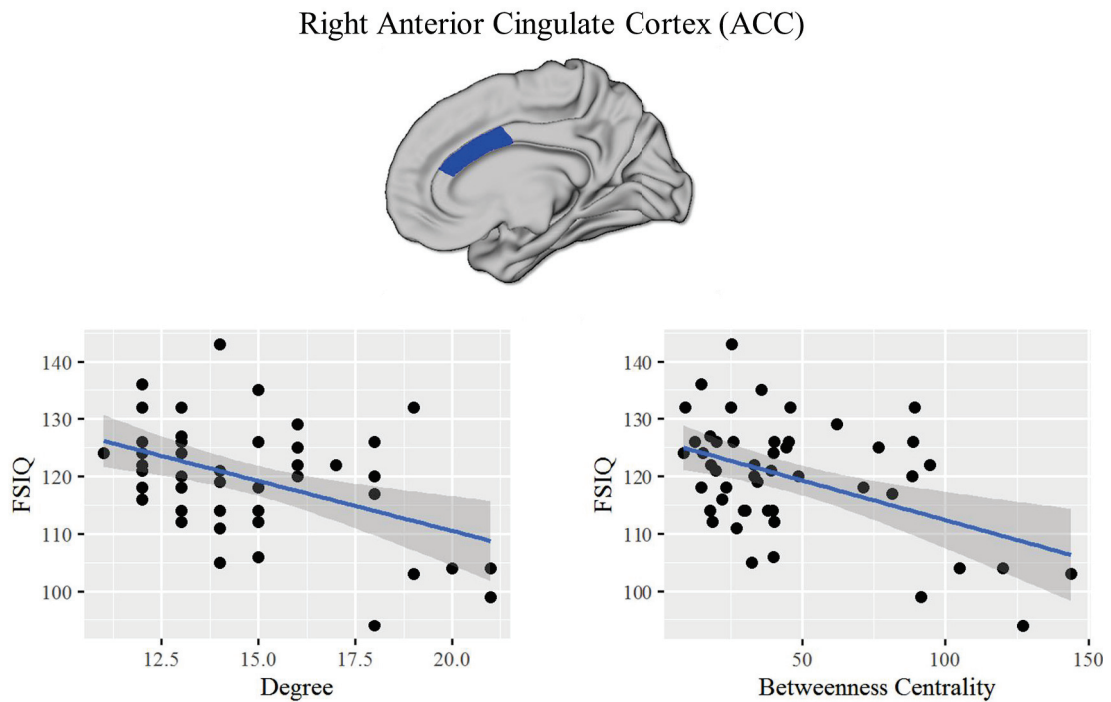 Right Anterior Cingulate Cortex (ACC)
FSIQ
140
130
120
110
100
12.5 15.0 17.5 20.0
Degree
FSIQ
140
130
120
110
100
50 100 150
Betweenness Centrality